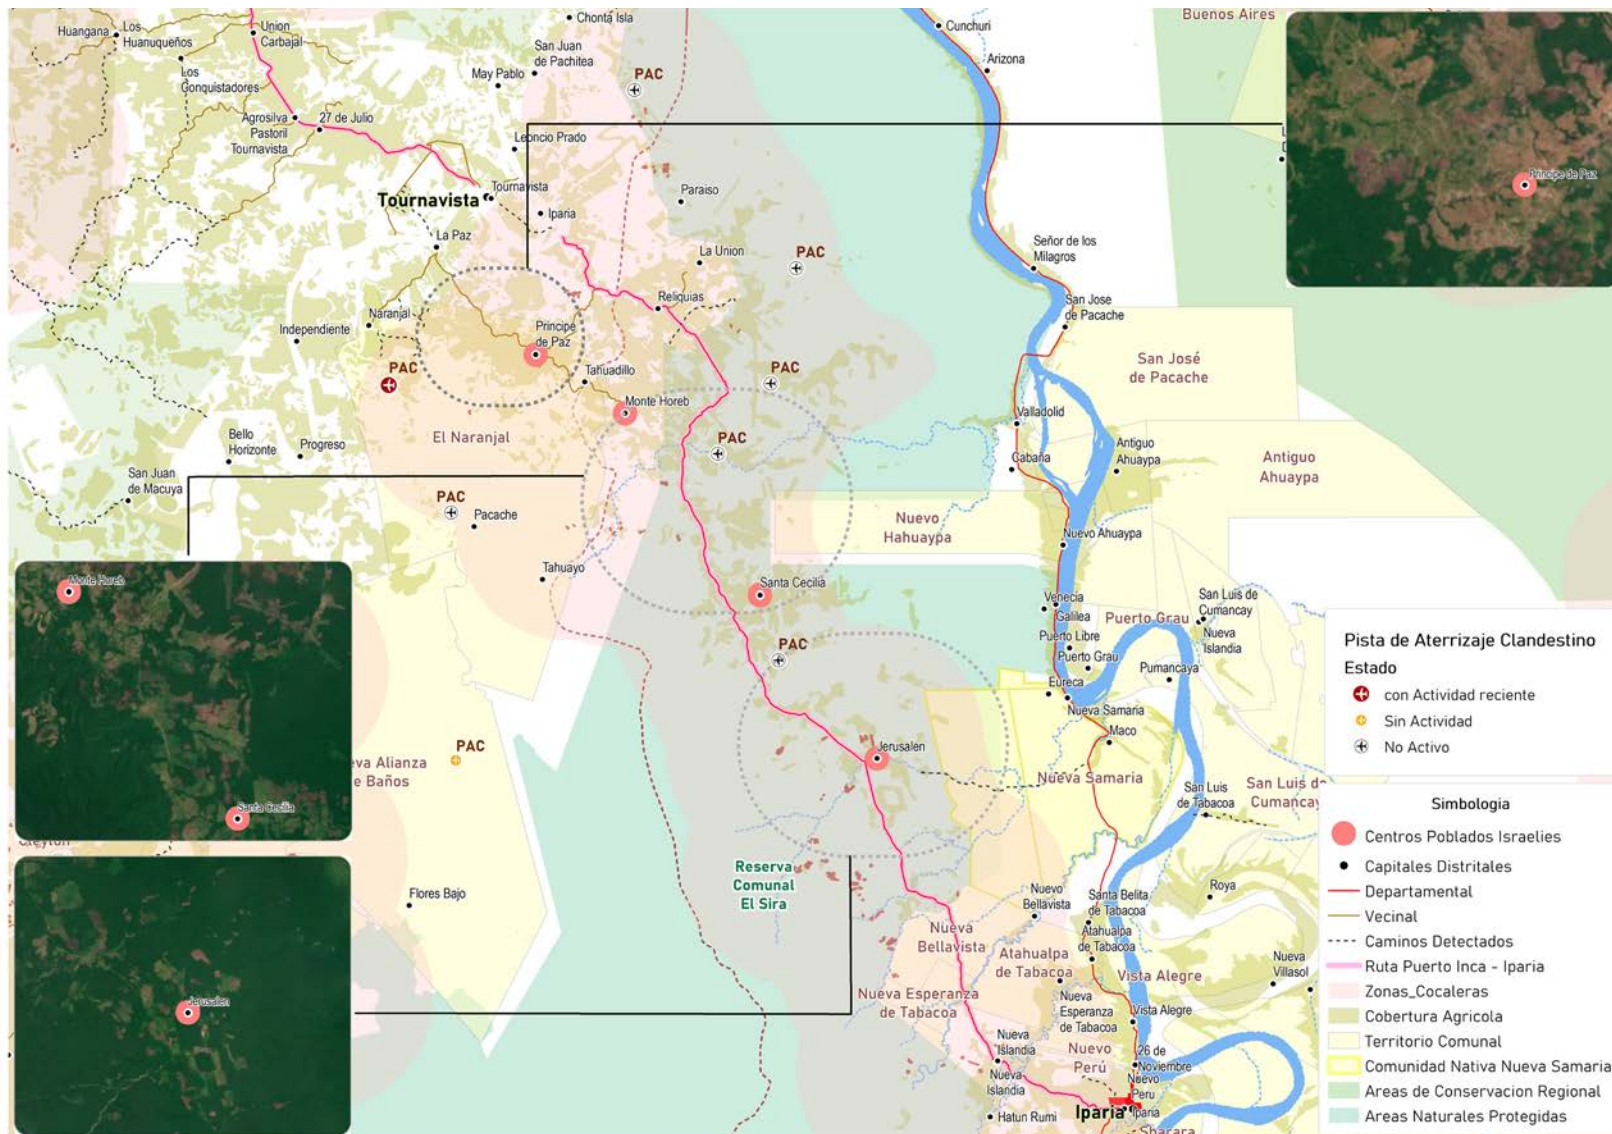 Chonta Isla
Cunchuri
Buenos Aires
Huangana
Los
Huanuqueños
Union
Carbajal
San Juan
de Pachitea
Arizona
Los
Conquistadores
May Pablo
PAC
Agrosilva
Pastoril
Tournavista
27 de Julio
Leoncio Prado
Principe de Paz
Tournavista
Tournavista
Iparia
Paraiso
La Paz
La Union
PAC
Señor de los
Milagros
Reliquias
San Jose
de Pacache
Naranjal
Independiente
Principe
de Paz
PAC
Tahuadillo
PAC
San José
de Pacache
Monte Horeb
Valladolid
El Naranjal
Bello
Horizonte
Progreso
PAC
Cabaña
Antiguo
Ahuaypa
Antiguo
Ahuaypa
San Juan
de Macuya
PAC
Pacache
Nuevo
Hahuaypa
Nuevo Ahuaypa
Tahuayo
Santa Cecilia
Monte Horeb
Venecia
Galilea
San Luis de
Cumancay
Puerto Grau
Nueva
Islandia
Puerto Libre
PAC
Puerto Grau
Pumancaya
Eureca
Nueva Samaria
Maco
Jerusalen
PAC
eva Alianza
e Baños
Nueva Samaria
San Luis
de Tabacoa
San Luis de
Cumancay
Santa Cecilia
Reserva
Comunal
El Sira
Flores Bajo
Nuevo
Bellavista
Santa Belita
de Tabacoa
Roya
Nueva
Bellavista
Atahualpa
de Tabacoa
Atahualpa
de Tabacoa
Vista Alegre
Nueva
Villasol
Nueva Esperanza
de Tabacoa
Nueva
Esperanza
de Tabacoa
Vista Alegre
Jerusalen
Nueva
Islandia
Nueva
Islandia
Nuevo
Perú
26 de
Noviembre
Nuevo
Peru
Hatun Rumi
Iparia
Iparia
Sharara
Pista de Aterrizaje Clandestino
Estado
con Actividad reciente
Sin Actividad
No Activo
Simbologia
Centros Poblados Israelies
Capitales Distritales
Departamental
Vecinal
Caminos Detectados
Ruta Puerto Inca - Iparia
Zonas_Cocaleras
Cobertura Agricola
Territorio Comunal
Comunidad Nativa Nueva Samaria
Areas de Conservacion Regional
Areas Naturales Protegidas